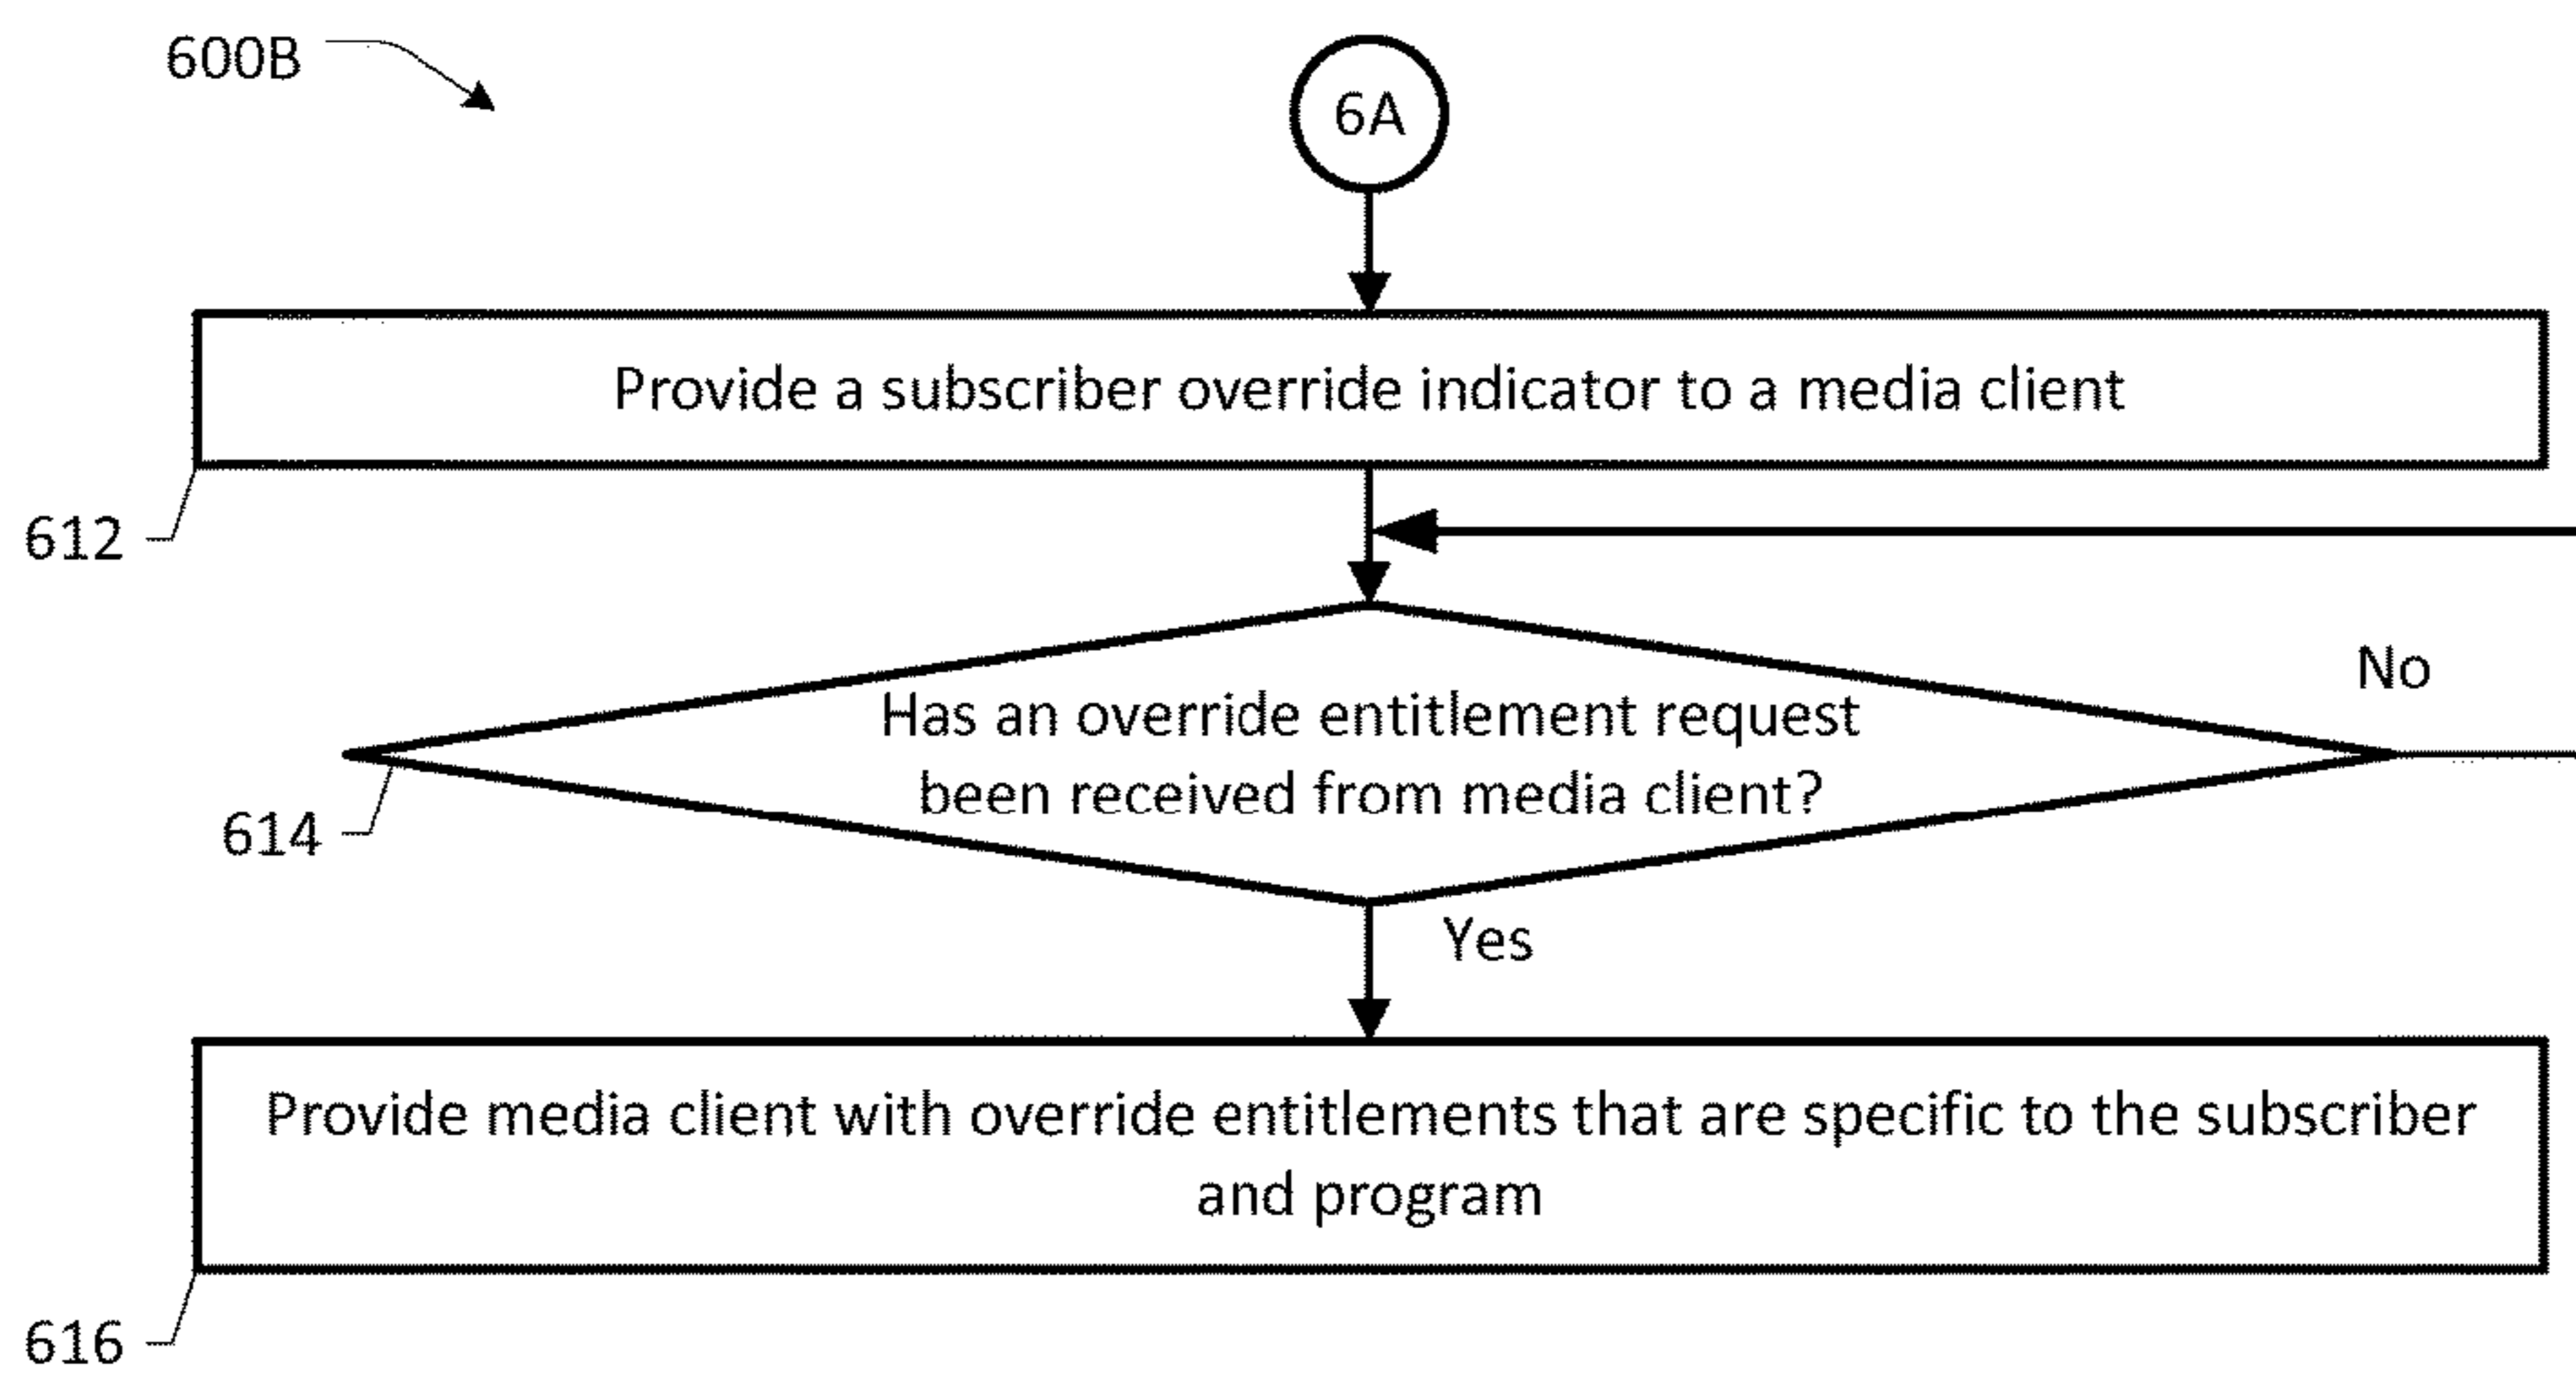 600B
6A
Provide a subscriber override indicator to a media client
612
No
Has an override entitlement request
been received from media client?
614
Yes
Provide media client with override entitlements that are specific to the subscriber
and program
616